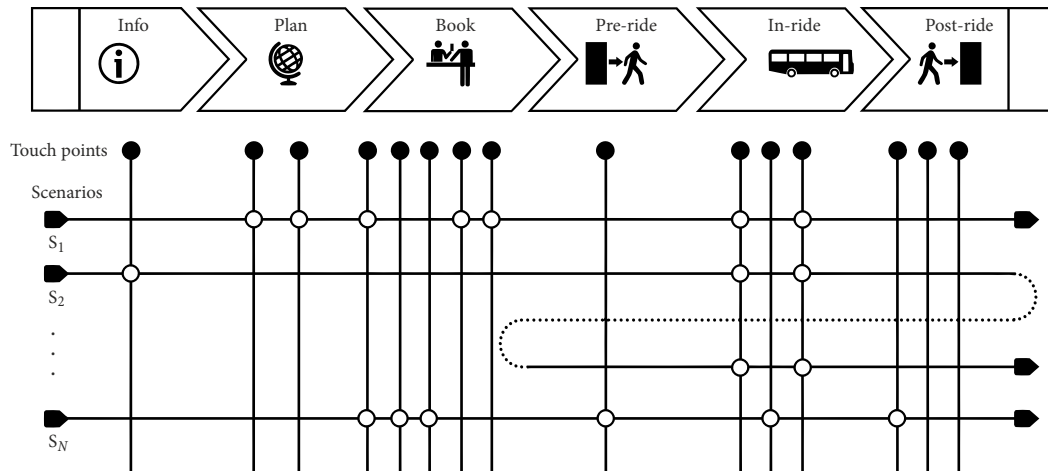 Info Plan Book Pre-ride In-ride Post-ride
Touch points
Scenarios
S1
S2
.
.
.
SN